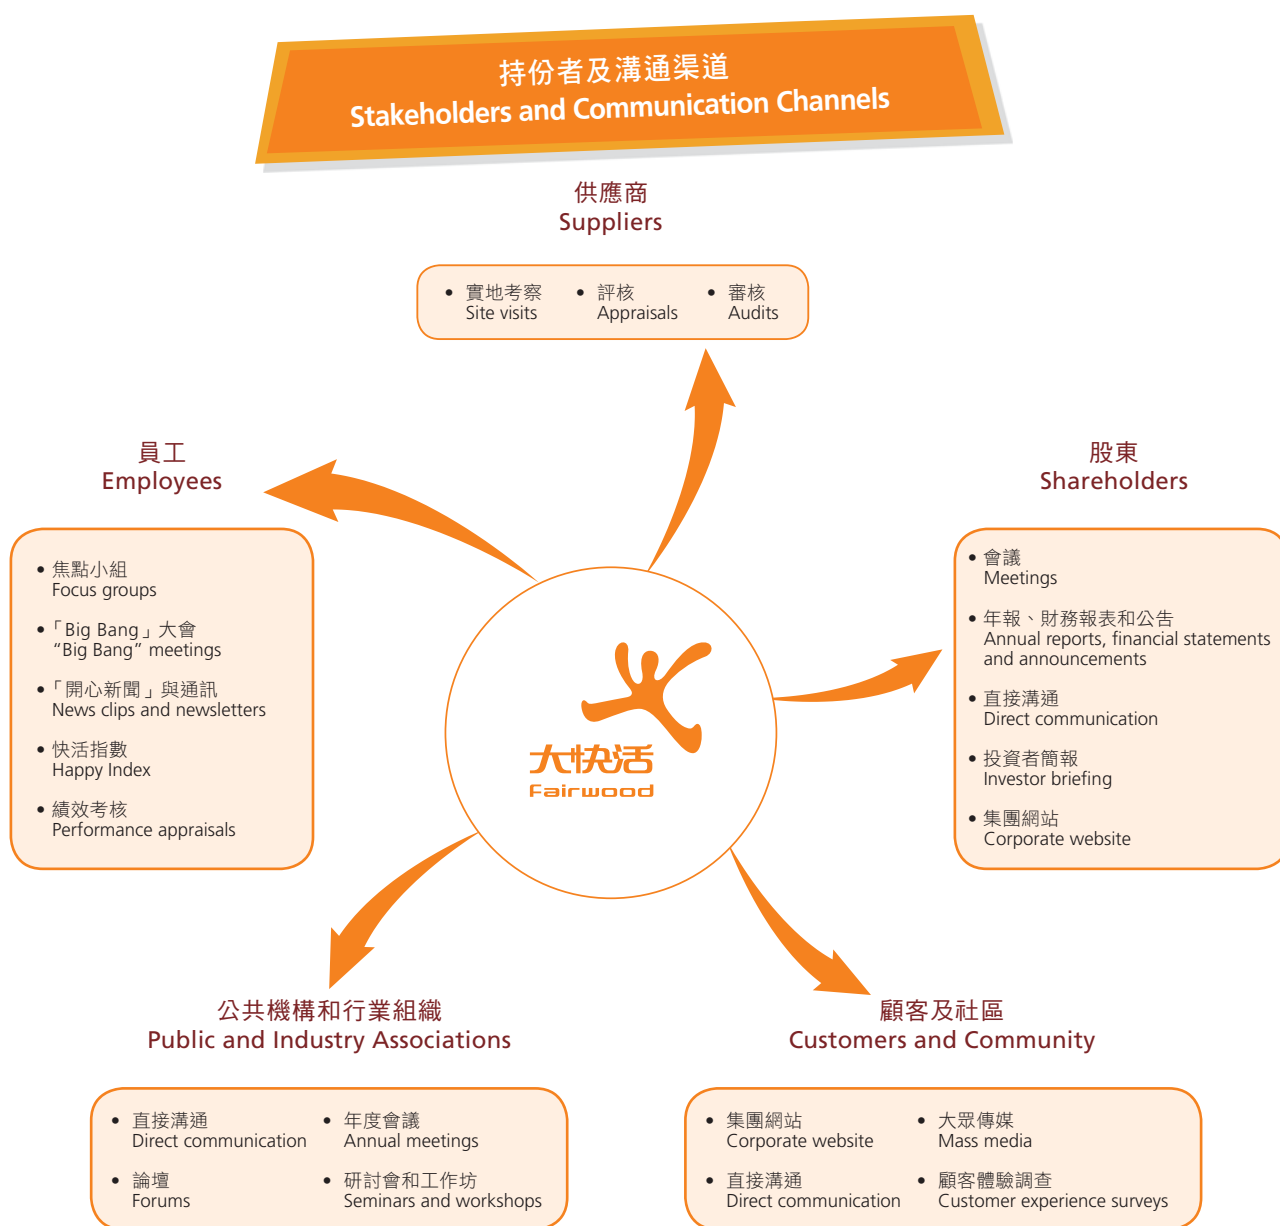 持份者及溝通渠道
Stakeholders and Communication Channels
供應商
Suppliers
• 實地考察
Site visits
• 評核
Appraisals
• 審核
Audits
員工
Employees
• 焦點小組
Focus groups
• 「Big Bang」大會
“Big Bang” meetings
• 「開心新聞」與通訊
News clips and newsletters
• 快活指數
Happy Index
• 績效考核
Performance appraisals
股東
Shareholders
• 會議
Meetings
• 年報、財務報表和公告
Annual reports, financial statements
and announcements
• 直接溝通
Direct communication
• 投資者簡報
Investor briefing
• 集團網站
Corporate website
大快活
Fairwood
公共機構和行業組織
Public and Industry Associations
• 直接溝通
Direct communication
• 年度會議
Annual meetings
• 論壇
Forums
• 研討會和工作坊
Seminars and workshops
顧客及社區
Customers and Community
• 集團網站
Corporate website
• 大眾傳媒
Mass media
• 直接溝通
Direct communication
• 顧客體驗調查
Customer experience surveys